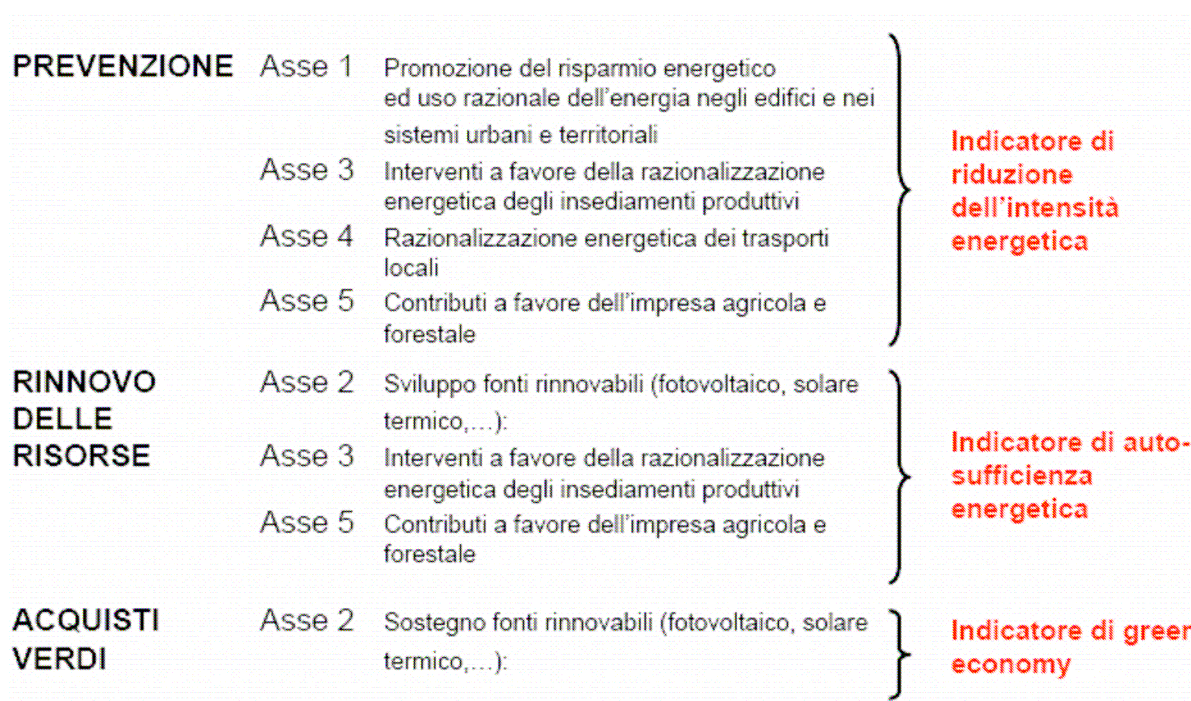 PREVENZIONE Asse 1 Promozione del risparmio energetico
ed uso razionale dell'energia negli edifici e nei
sistemi urbani e territoriali
Asse 3 Interventi a favore della razionalizzazione
energetica degli insediamenti produttivi
Asse 4 Razionalizzazione energetica dei trasporti
locali
Asse 5 Contributi a favore dell'impresa agricola e
forestale
Indicatore di
riduzione
dell'intensità
energetica
RINNOVO
DELLE
RISORSE
Asse 2 Sviluppo fonti rinnovabili (fotovoltaico, solare
termico,...):
Asse 3 Interventi a favore della razionalizzazione
energetica degli insediamenti produttivi
Asse 5 Contributi a favore dell'impresa agricola e
forestale
Indicatore di auto-
sufficienza
energetica
ACQUISTI
VERDI
Asse 2 Sostegno fonti rinnovabili (fotovoltaico, solare
termico,...):
Indicatore di green
economy